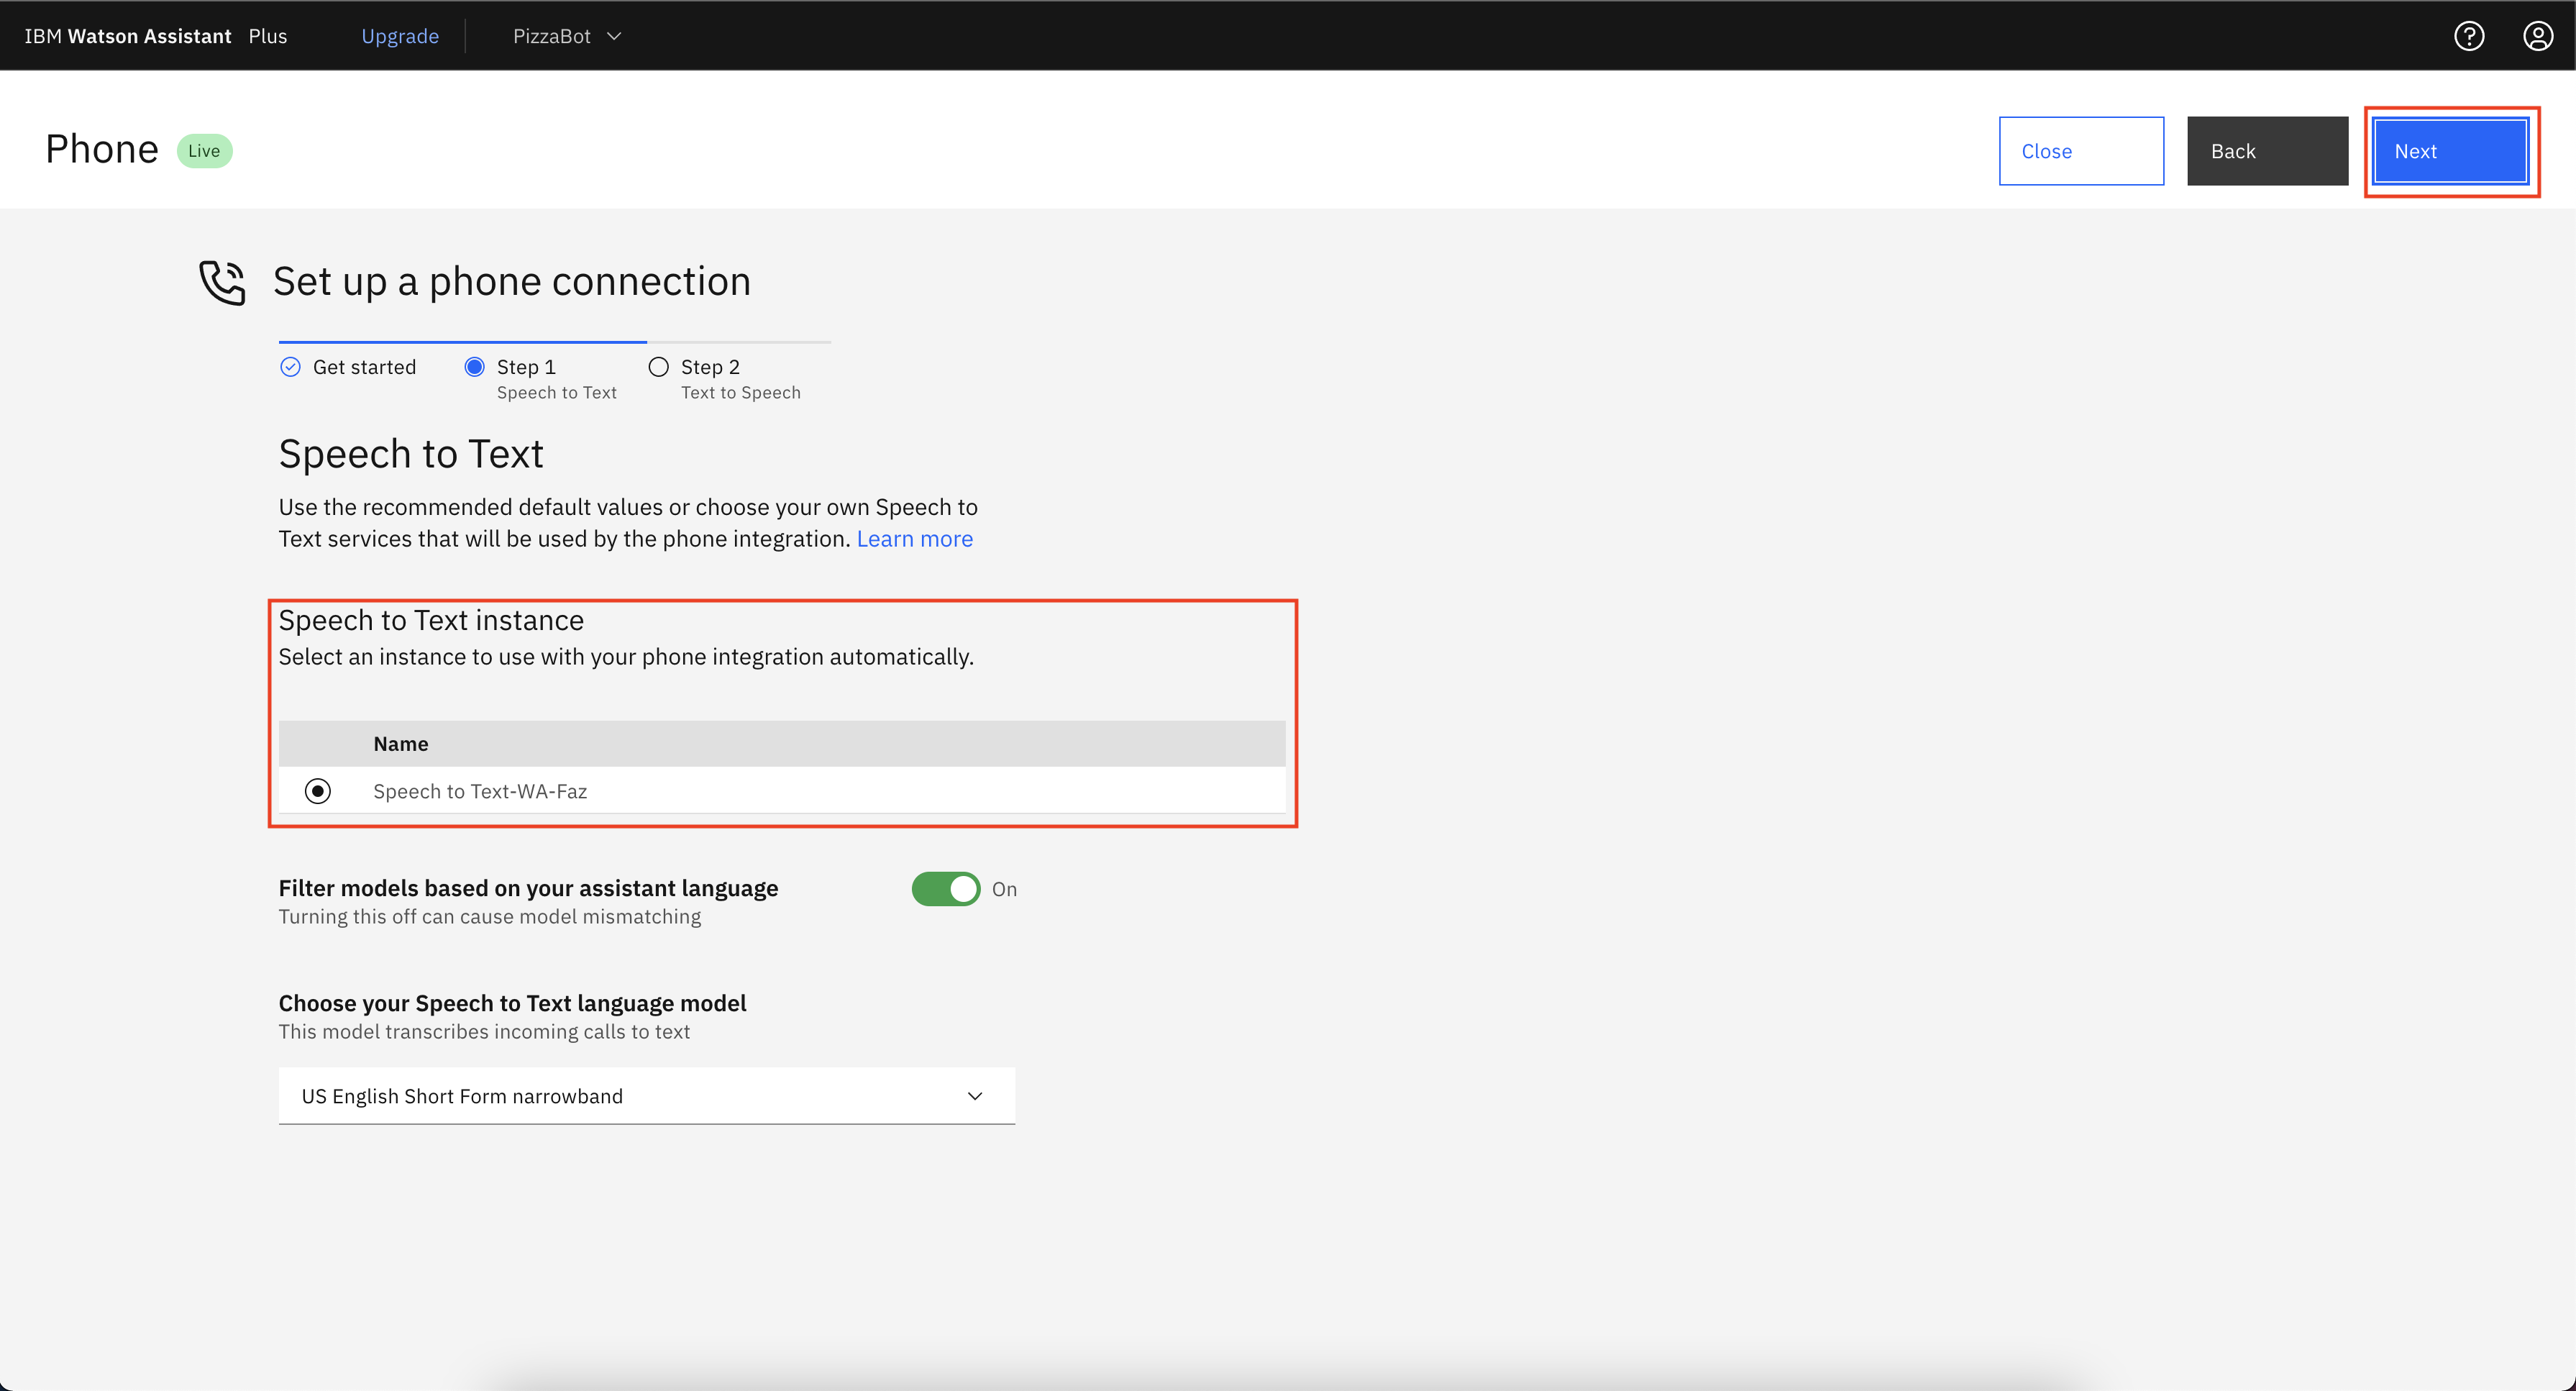 IBM Watson Assistant Plus Upgrade PizzaBot
Phone Live
Close Back Next
Set up a phone connection
Get started Step 1 Step 2
Speech to Text Text to Speech
Speech to Text
Use the recommended default values or choose your own Speech to
Text services that will be used by the phone integration. Learn more
Speech to Text instance
Select an instance to use with your phone integration automatically.
Name
Speech to Text-WA-Faz
Filter models based on your assistant language On
Turning this off can cause model mismatching
Choose your Speech to Text language model
This model transcribes incoming calls to text
US English Short Form narrowband